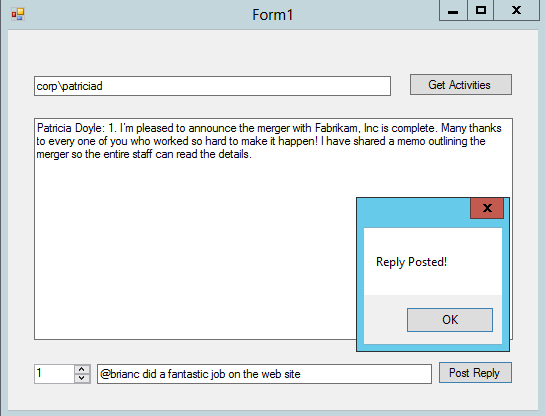 Form1
corp\patriciad
Get Activities
Patricia Doyle: 1. I'm pleased to announce the merger with Fabrikam, Inc is complete. Many thanks
to every one of you who worked so hard to make it happen! I have shared a memo outlining the
merger so the entire staff can read the details.
Reply Posted!
OK
1
@brianc did a fantastic job on the web site
Post Reply